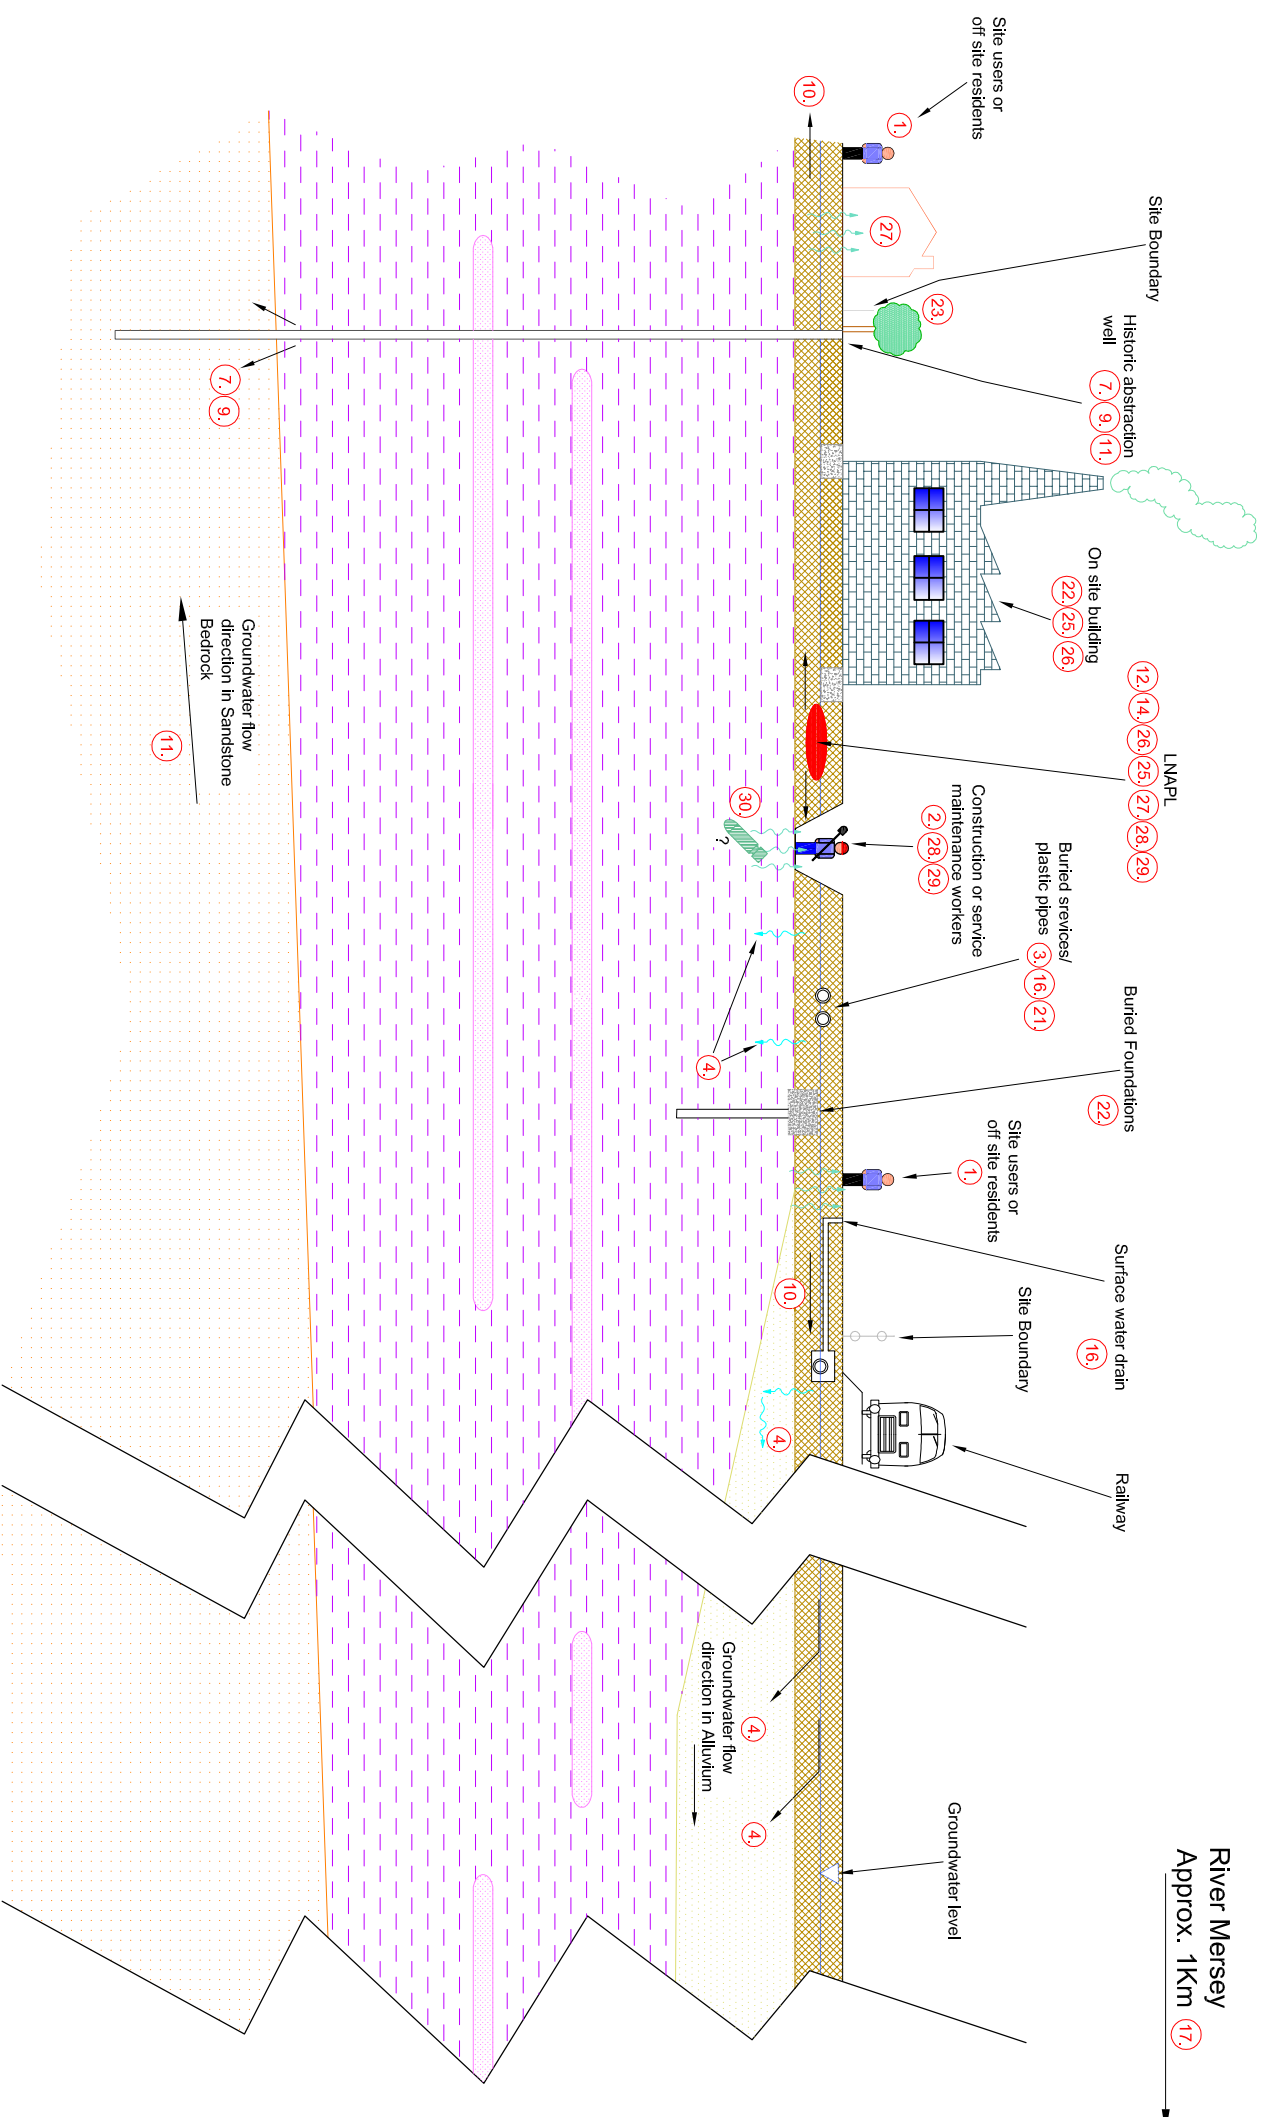 River Mersey
Approx. 1Km 17.
Site users or
off site residents
1.
10.
27.
Site Boundary
23.
Historic abstraction
well
7. 9. 11.
7. 9.
On site building
22. 25. 26.
LNAPL
12. 14. 26. 25. 27. 28. 29.
Construction or service
maintenance workers
2. 28. 29.
30.
?
Buried srevices/
plastic pipes 3. 16. 21.
4.
Buried Foundations
22.
Site users or
off site residents
1.
Surface water drain
16.
10.
Site Boundary
4.
Railway
Groundwater flow
direction in Sandstone
Bedrock
11.
Groundwater flow
direction in Alluvium
4.
4.
Groundwater level